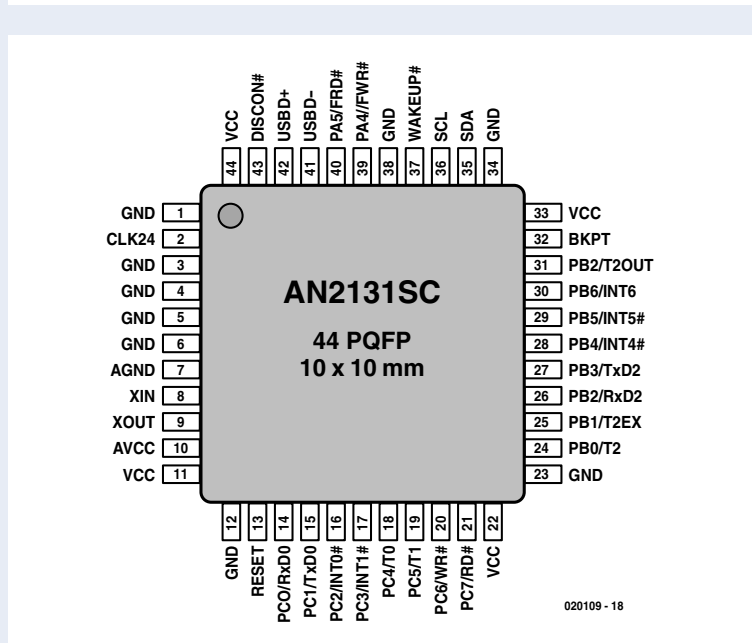 VCC
DISCON#
USBD+
USBD–
PA5/FRD#
PA4//FWR#
GND
WAKEUP#
SCL
SDA
GND
44
43
42
41
40
39
38
37
36
35
34
GND 1
CLK24 2
GND 3
GND 4
GND 5
GND 6
AGND 7
XIN 8
XOUT 9
AVCC 10
VCC 11
AN2131SC
44 PQFP
10 x 10 mm
33 VCC
32 BKPT
31 PB2/T2OUT
30 PB6/INT6
29 PB5/INT5#
28 PB4/INT4#
27 PB3/TxD2
26 PB2/RxD2
25 PB1/T2EX
24 PB0/T2
23 GND
12
13
14
15
16
17
18
19
20
21
22
GND
RESET
PCO/RxD0
PC1/TxD0
PC2/INT0#
PC3/INT1#
PC4/T0
PC5/T1
PC6/WR#
PC7/RD#
VCC
020109 - 18